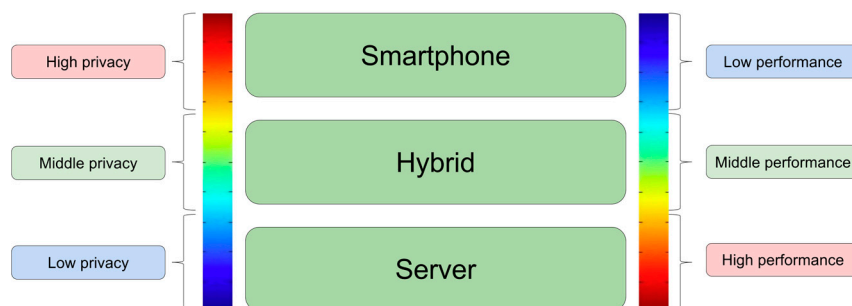 Smartphone
High privacy
Low performance
Hybrid
Middle privacy
Middle performance
Server
Low privacy
High performance